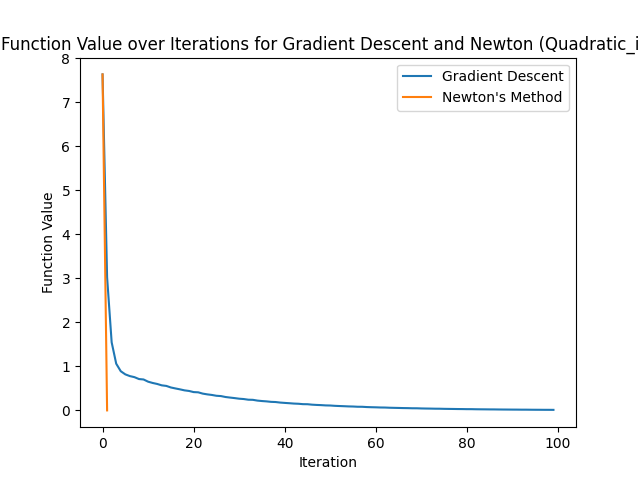 Function Value over Iterations for Gradient Descent and Newton (Quadratic_i
8
7
6
5
4
3
2
1
0
Function Value
Gradient Descent
Newton's Method
0 20 40 60 80 100
Iteration